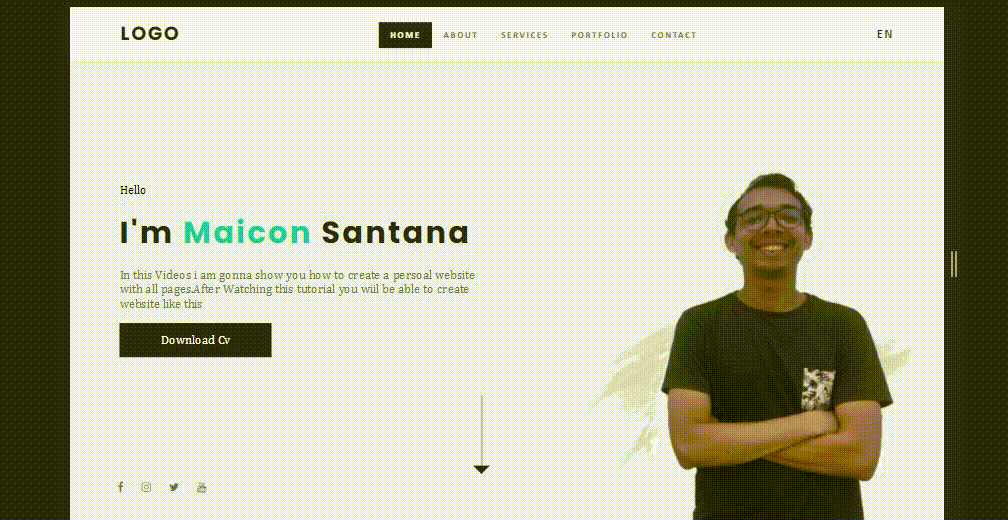 LOGO
HOME ABOUT SERVICES PORTFOLIO CONTACT
EN
Hello
I'm Maicon Santana
In this Videos i am gonna show you how to create a persoal website
with all pages.After Watching this tutorial you wiil be able to create
website like this
Download Cv